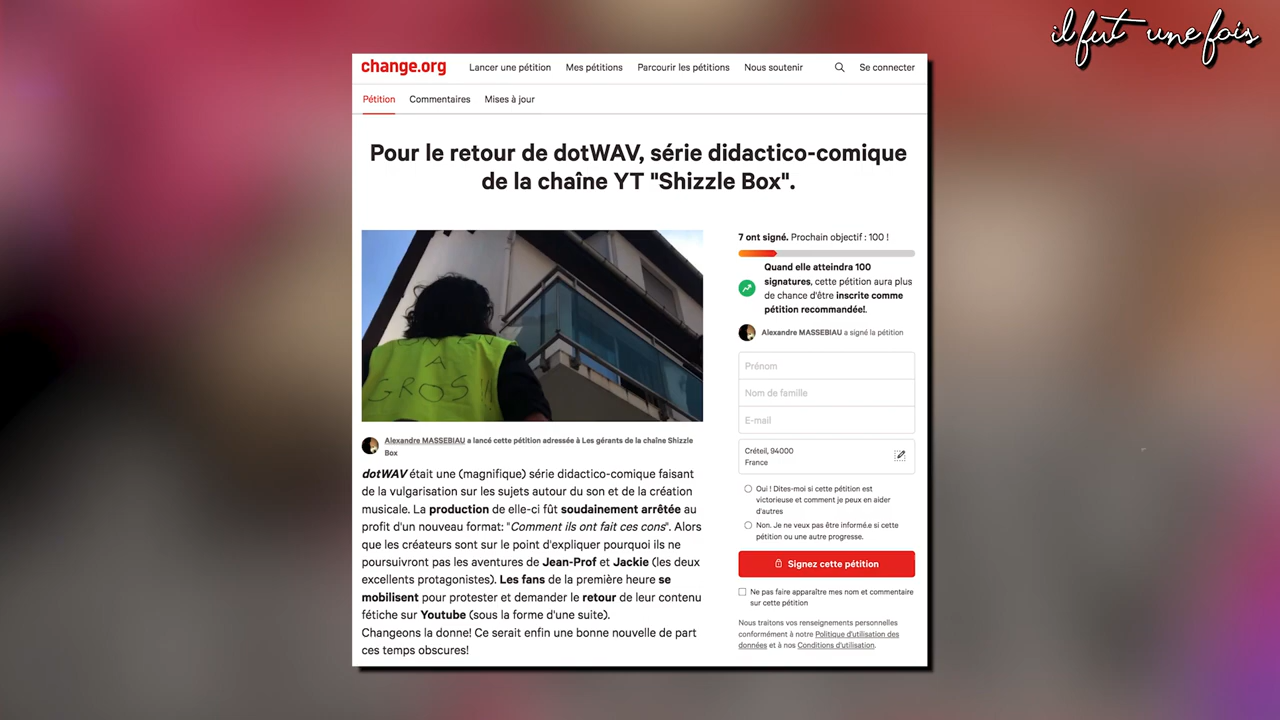 il fut une fois
change.org
Lancer une pétition
Mes pétitions
Parcourir les pétitions
Nous soutenir
Se connecter
Pétition
Commentaires
Mises à jour
Pour le retour de dotWAV, série didactico-comique
de la chaîne YT "Shizzle Box".
A
GROS
Alexandre MASSEBIAU a lancé cette pétition adressée à Les gérants de la chaîne Shizzle
Box
dotWAV était une (magnifique) série didactico-comique faisant
de la vulgarisation sur les sujets autour du son et de la création
musicale. La production de elle-ci fût soudainement arrêtée au
profit d'un nouveau format: "Comment ils ont fait ces cons". Alors
que les créateurs sont sur le point d'expliquer pourquoi ils ne
poursuivront pas les aventures de Jean-Prof et Jackie (les deux
excellents protagonistes). Les fans de la première heure se
mobilisent pour protester et demander le retour de leur contenu
fétiche sur Youtube (sous la forme d'une suite).
Changeons la donne! Ce serait enfin une bonne nouvelle de part
ces temps obscures!
7 ont signé. Prochain objectif : 100 !
Quand elle atteindra 100
signatures, cette pétition aura plus
de chance d'être inscrite comme
pétition recommandée!.
Alexandre MASSEBIAU a signé la pétition
Prénom
Nom de famille
E-mail
Créteil, 94000
France
Oui ! Dites-moi si cette pétition est
victorieuse et comment je peux en aider
d'autres
Non. Je ne veux pas être informé.e si cette
pétition ou une autre progresse.
Signez cette pétition
Ne pas faire apparaître mes nom et commentaire
sur cette pétition
Nous traitons vos renseignements personnelles
conformément à notre Politique d'utilisation des
données et à nos Conditions d'utilisation.